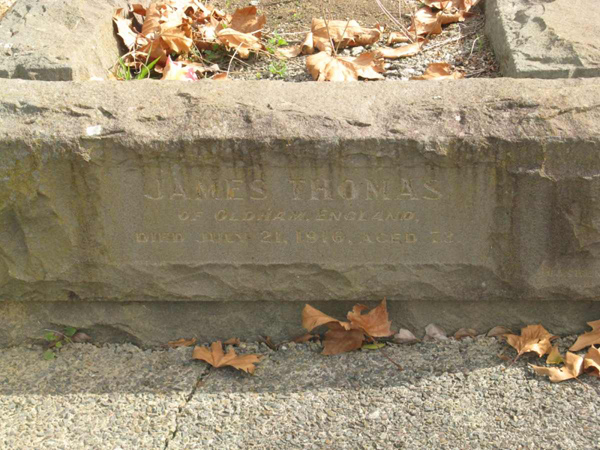 JAMES THOMAS
OF OLDHAM, ENGLAND,
DIED JULY 21, 1916, AGED